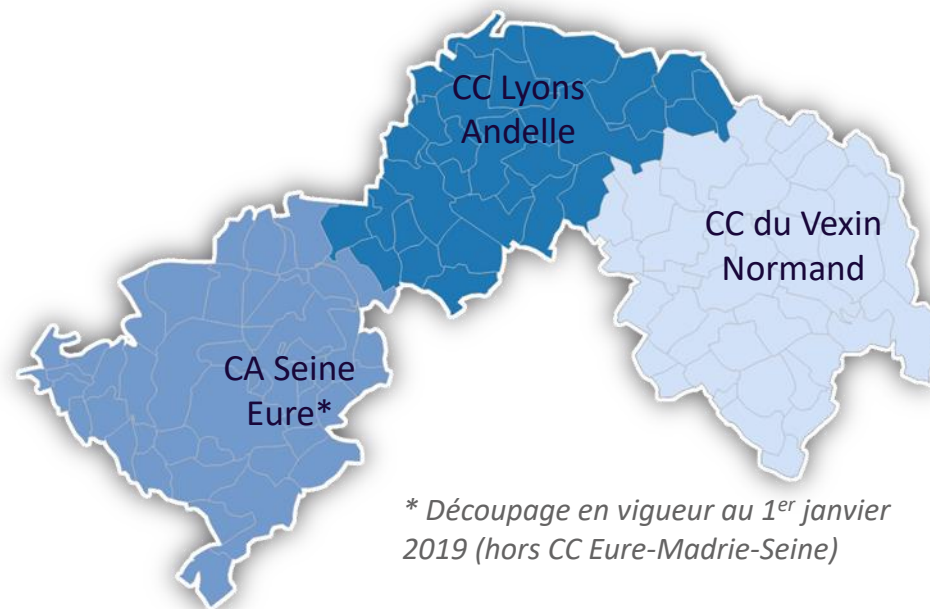 CC Lyons
Andelle
CC du Vexin
Normand
CA Seine
Eure*
* Découpage en vigueur au 1er janvier
2019 (hors CC Eure-Madrie-Seine)